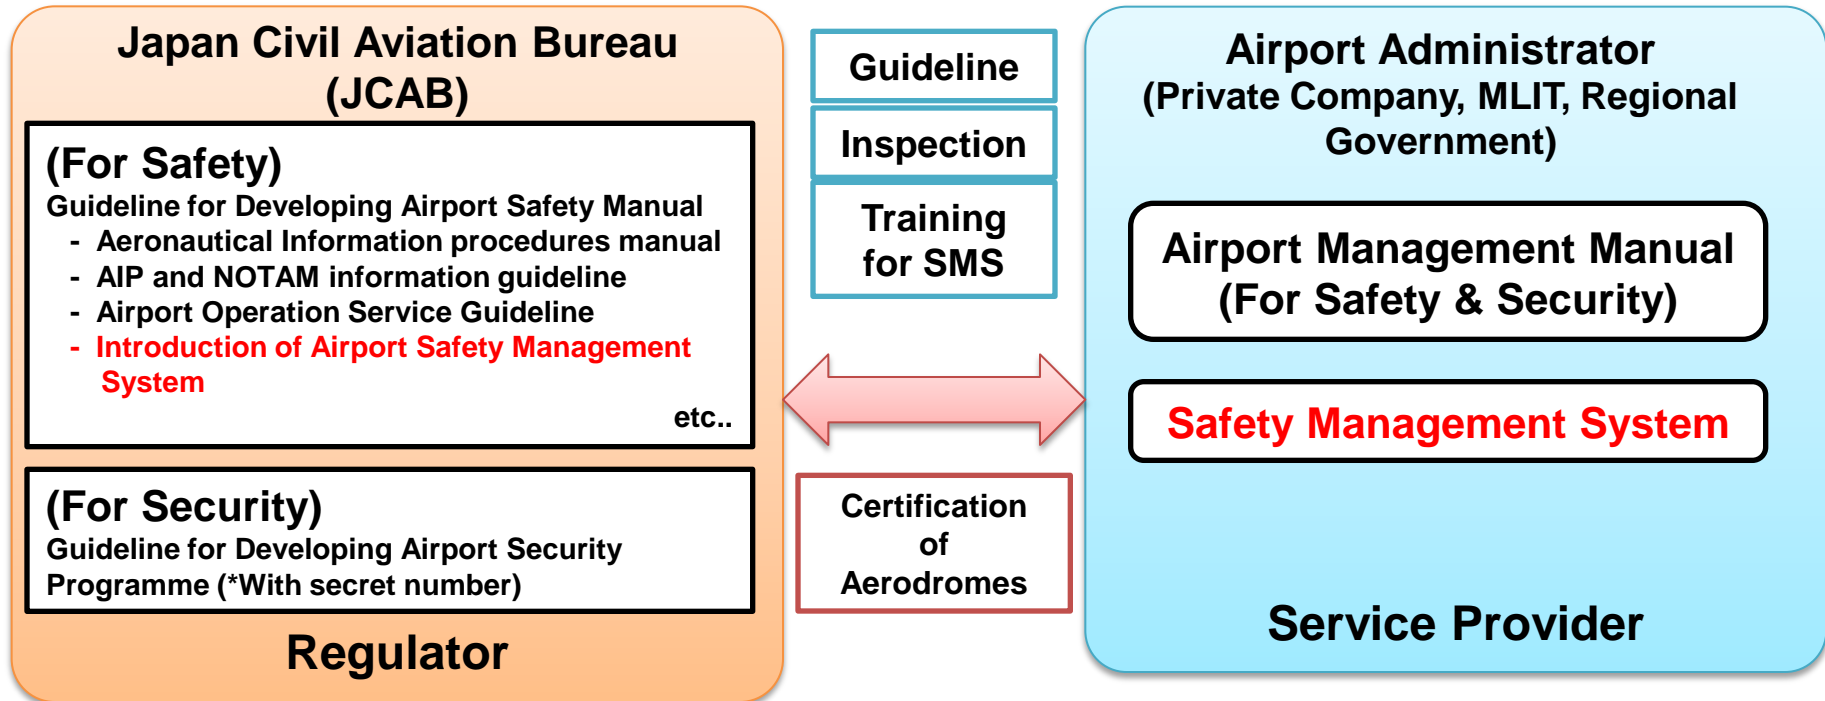 Japan Civil Aviation Bureau
(JCAB)
(For Safety)
Guideline for Developing Airport Safety Manual
- Aeronautical Information procedures manual
- AIP and NOTAM information guideline
- Airport Operation Service Guideline
- Introduction of Airport Safety Management
System
etc..
(For Security)
Guideline for Developing Airport Security
Programme (*With secret number)
Regulator
Guideline
Inspection
Training
for SMS
Certification
of
Aerodromes
Airport Administrator
(Private Company, MLIT, Regional
Government)
Airport Management Manual
(For Safety & Security)
Safety Management System
Service Provider